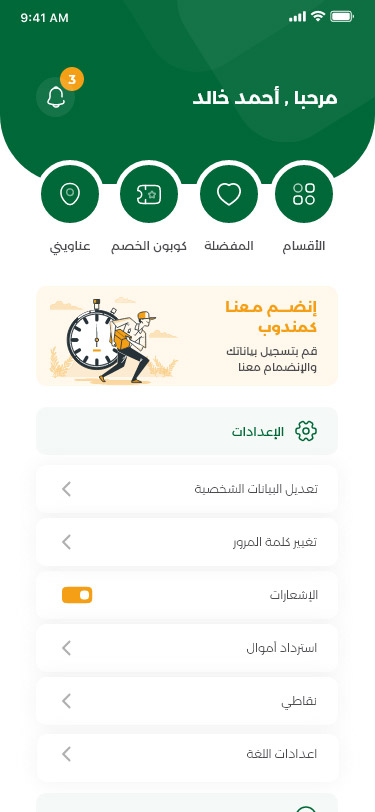 9:41 AM
3
مرحبا , أحمد خالد
الأقسام
المفضلة
كوبون الخصم
عناويني
إنضـم معنا
كمندوب
قم بتسجيل بياناتك
والإنضمام معنا
الإعدادات
تعديل البيانات الشخصية
تغيير كلمة المرور
الإشعارات
استرداد أموال
نقاطي
اعدادات اللغة